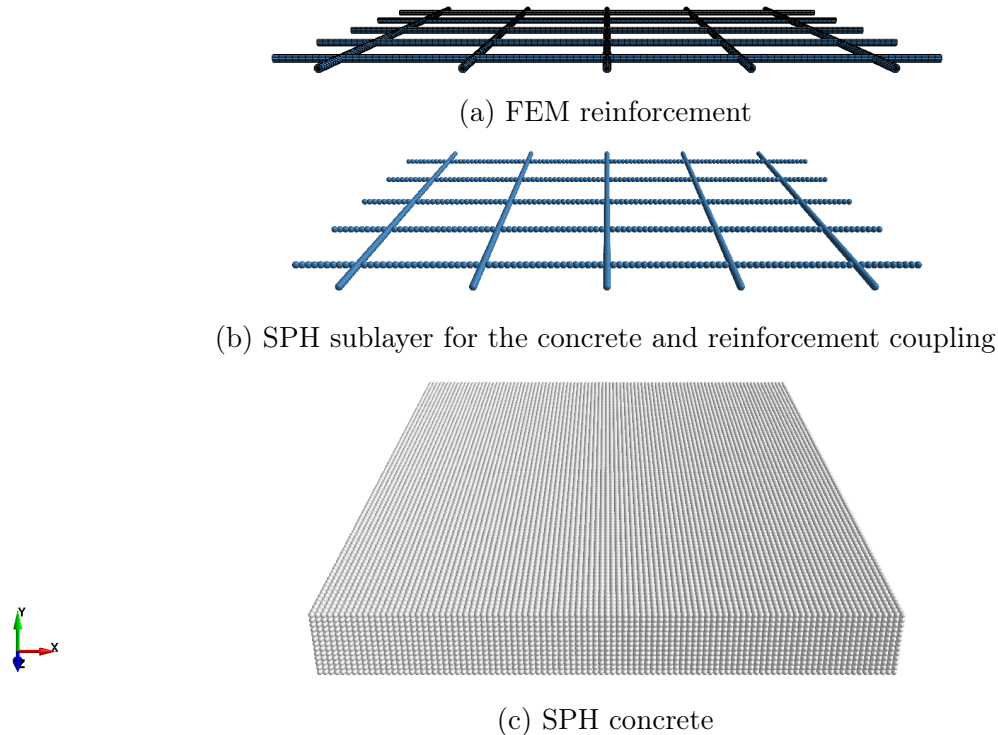 (a) FEM reinforcement
(b) SPH sublayer for the concrete and reinforcement coupling
Y
X
Z
(c) SPH concrete